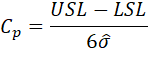 Cp = USL − LSL / 6σ̂